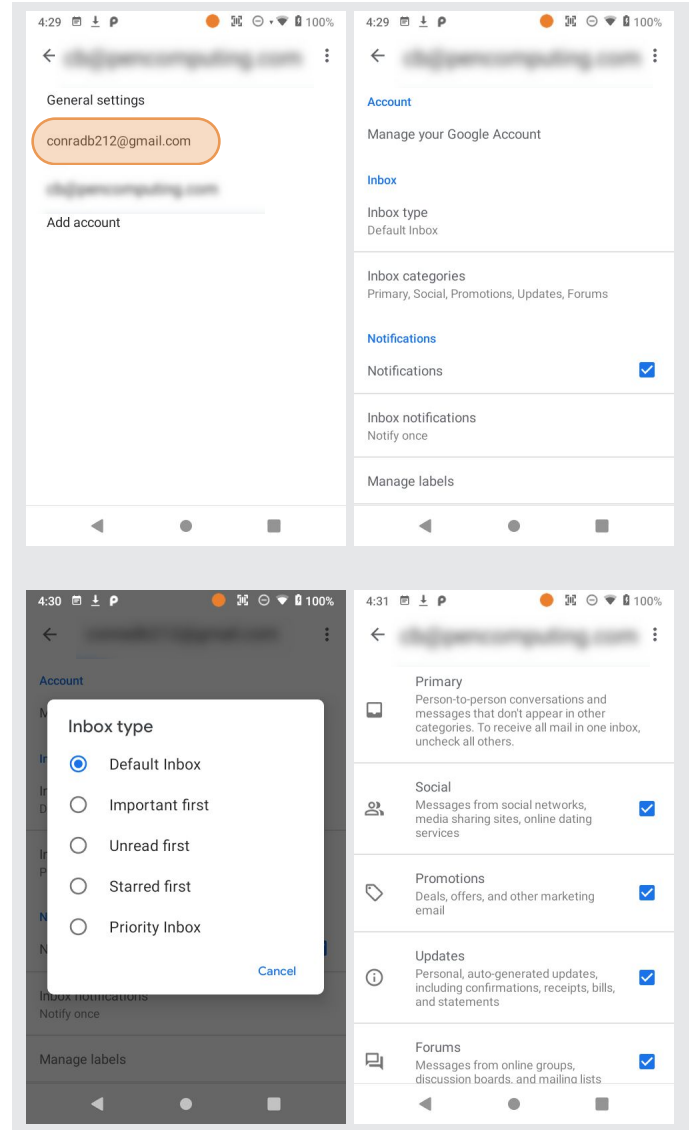 4:29
100%
General settings
conradb212@gmail.com
Add account
4:29
100%
Account
Manage your Google Account
Inbox
Inbox type
Default Inbox
Inbox categories
Primary, Social, Promotions, Updates, Forums
Notifications
Notifications
Inbox notifications
Notify once
Manage labels
4:30
100%
Account
Inbox type
Default Inbox
Important first
Unread first
Starred first
Priority Inbox
Cancel
Inbox notifications
Notify once
Manage labels
4:31
100%
Primary
Person-to-person conversations and
messages that don't appear in other
categories. To receive all mail in one inbox,
uncheck all others.
Social
Messages from social networks,
media sharing sites, online dating
services
Promotions
Deals, offers, and other marketing
email
Updates
Personal, auto-generated updates,
including confirmations, receipts, bills,
and statements
Forums
Messages from online groups,
discussion boards, and mailing lists